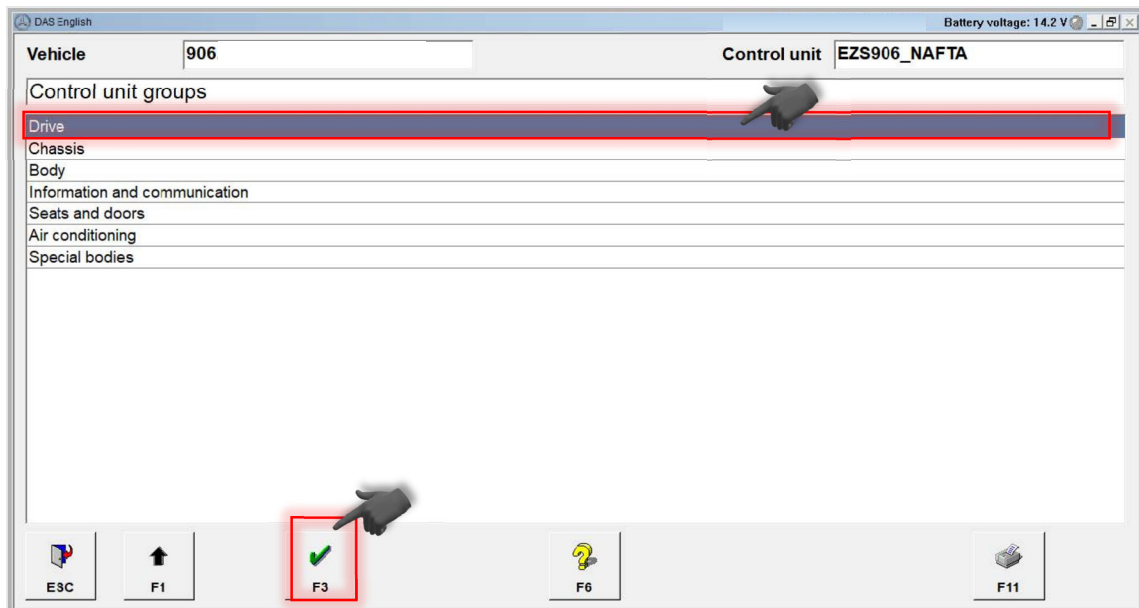 DAS English Battery voltage: 14.2 V
Vehicle 906 Control unit EZS906_NAFTA
Control unit groups
Drive
Chassis
Body
Information and communication
Seats and doors
Air conditioning
Special bodies
ESC F1 F3 F6 F11